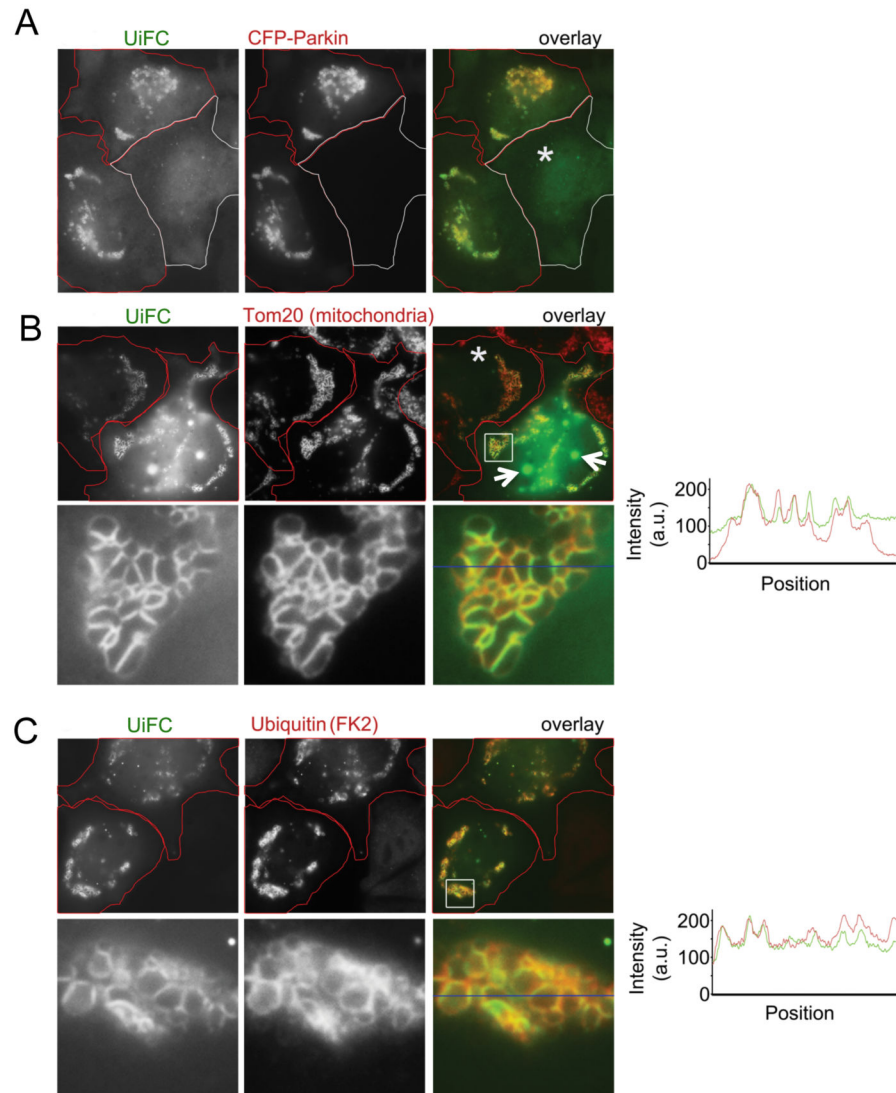 A
UiFC CFP-Parkin overlay
*
B
UiFC Tom20 (mitochondria) overlay
*
Intensity (a.u.)
200
100
0
Position
C
UiFC Ubiquitin (FK2) overlay
Intensity (a.u.)
200
100
0
Position